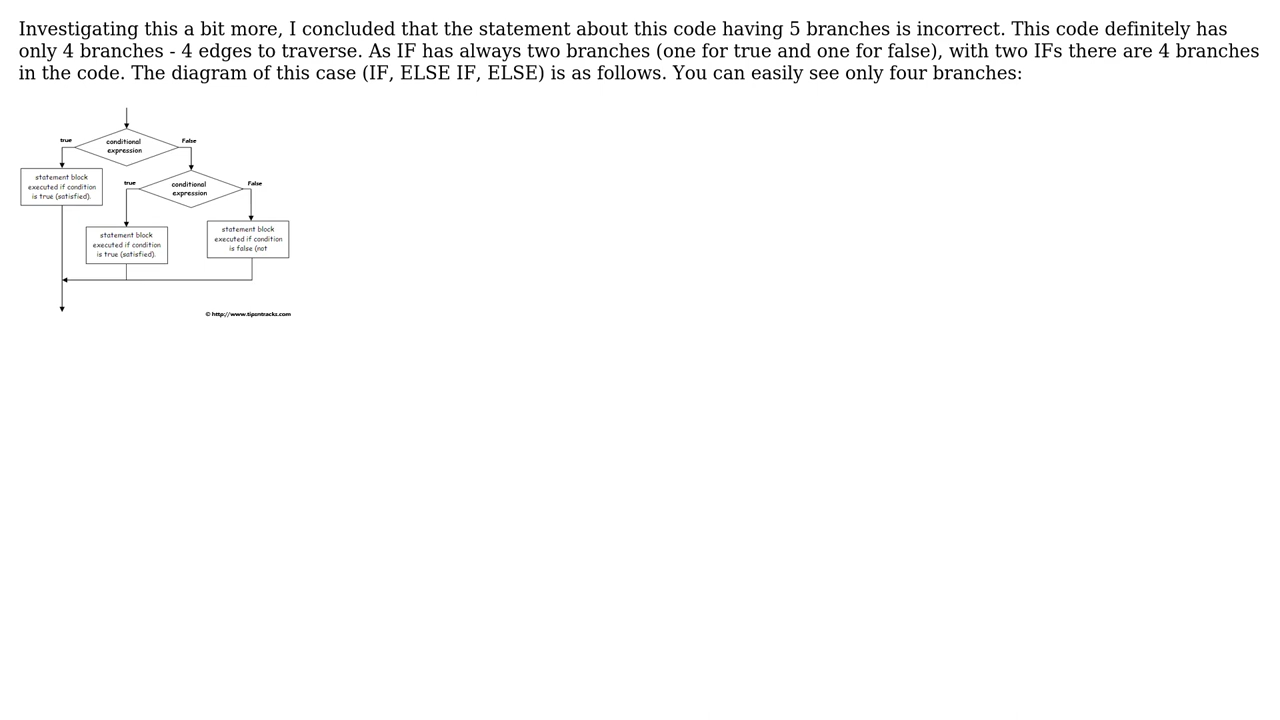 Investigating this a bit more, I concluded that the statement about this code having 5 branches is incorrect. This code definitely has
only 4 branches - 4 edges to traverse. As IF has always two branches (one for true and one for false), with two IFs there are 4 branches
in the code. The diagram of this case (IF, ELSE IF, ELSE) is as follows. You can easily see only four branches:
true
conditional
expression
False
statement block
executed if condition
is true (satisfied).
true
conditional
expression
False
statement block
executed if condition
is true (satisfied).
statement block
executed if condition
is false (not
© http://www.tipsntracks.com